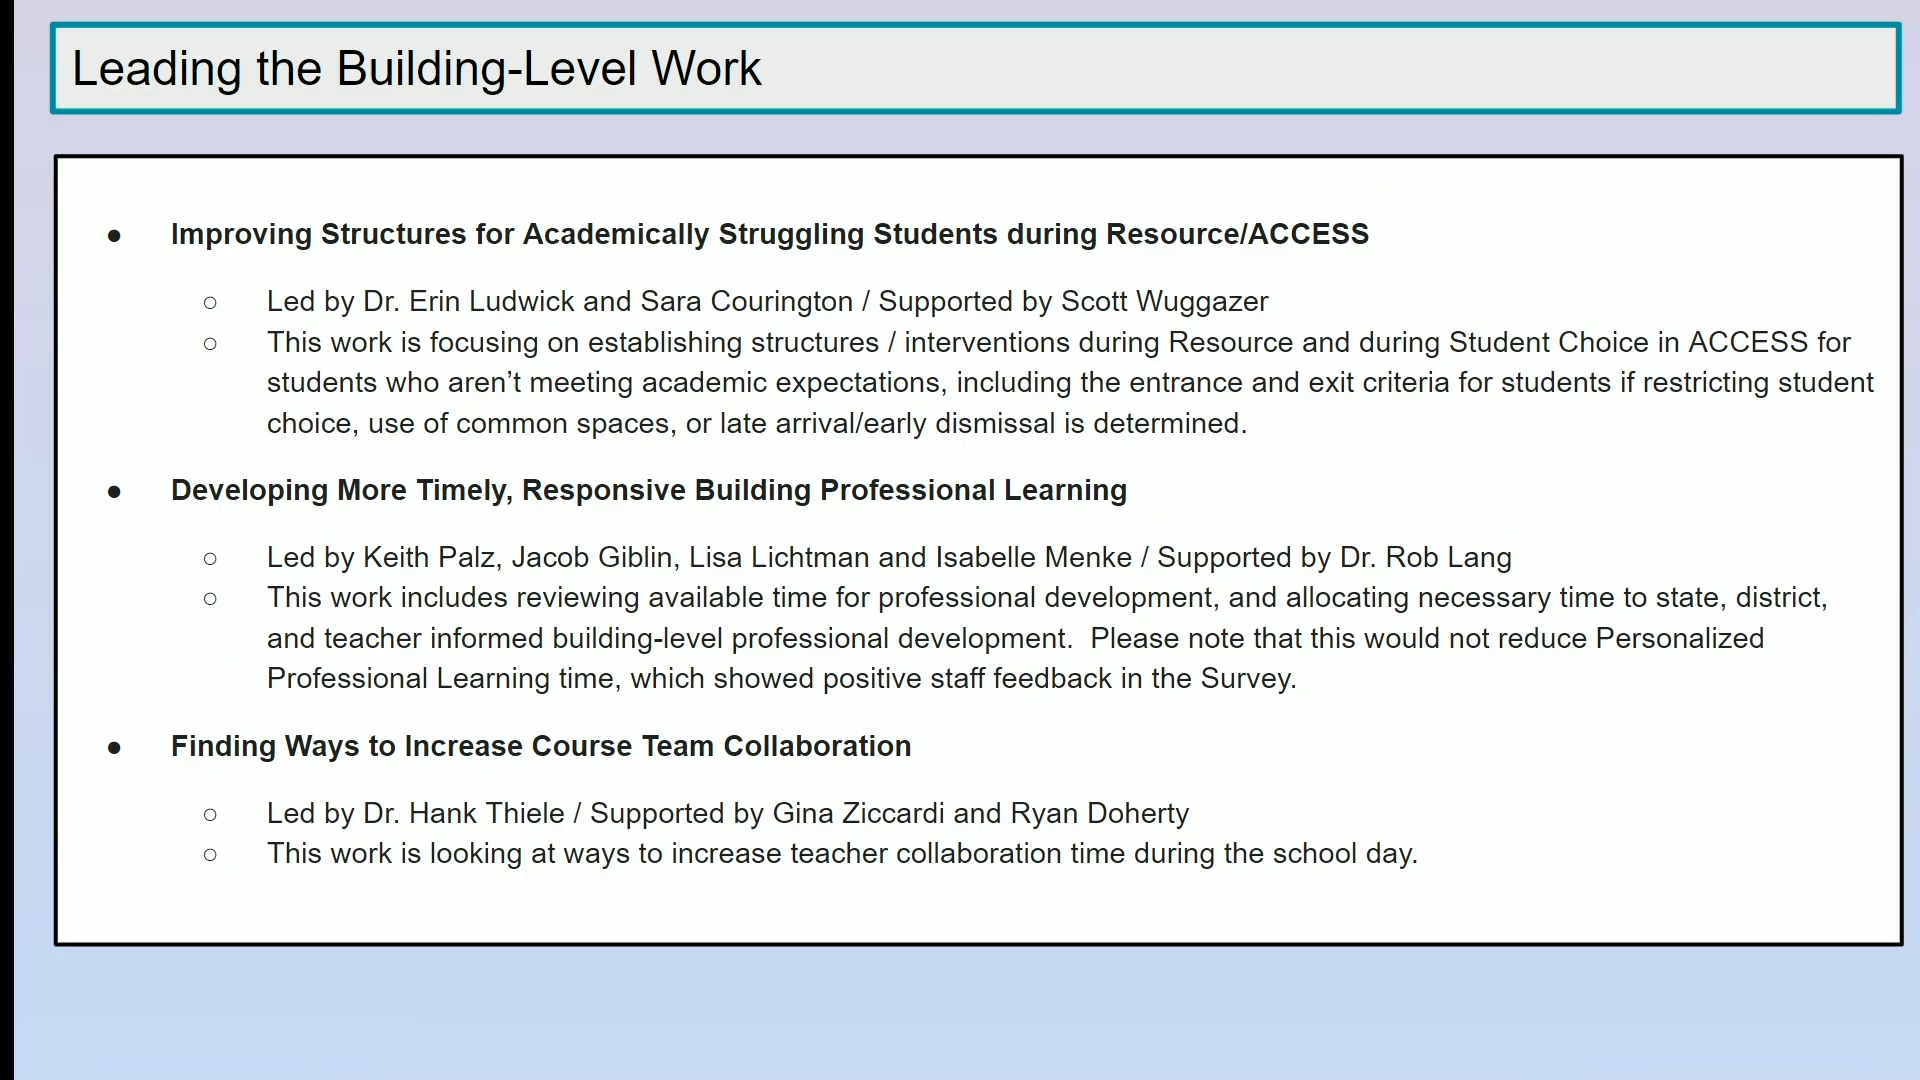 Leading the Building-Level Work
● Improving Structures for Academically Struggling Students during Resource/ACCESS
○ Led by Dr. Erin Ludwick and Sara Courington / Supported by Scott Wuggazer
○ This work is focusing on establishing structures / interventions during Resource and during Student Choice in ACCESS for
students who aren’t meeting academic expectations, including the entrance and exit criteria for students if restricting student
choice, use of common spaces, or late arrival/early dismissal is determined.
● Developing More Timely, Responsive Building Professional Learning
○ Led by Keith Palz, Jacob Giblin, Lisa Lichtman and Isabelle Menke / Supported by Dr. Rob Lang
○ This work includes reviewing available time for professional development, and allocating necessary time to state, district,
and teacher informed building-level professional development.  Please note that this would not reduce Personalized
Professional Learning time, which showed positive staff feedback in the Survey.
● Finding Ways to Increase Course Team Collaboration
○ Led by Dr. Hank Thiele / Supported by Gina Ziccardi and Ryan Doherty
○ This work is looking at ways to increase teacher collaboration time during the school day.